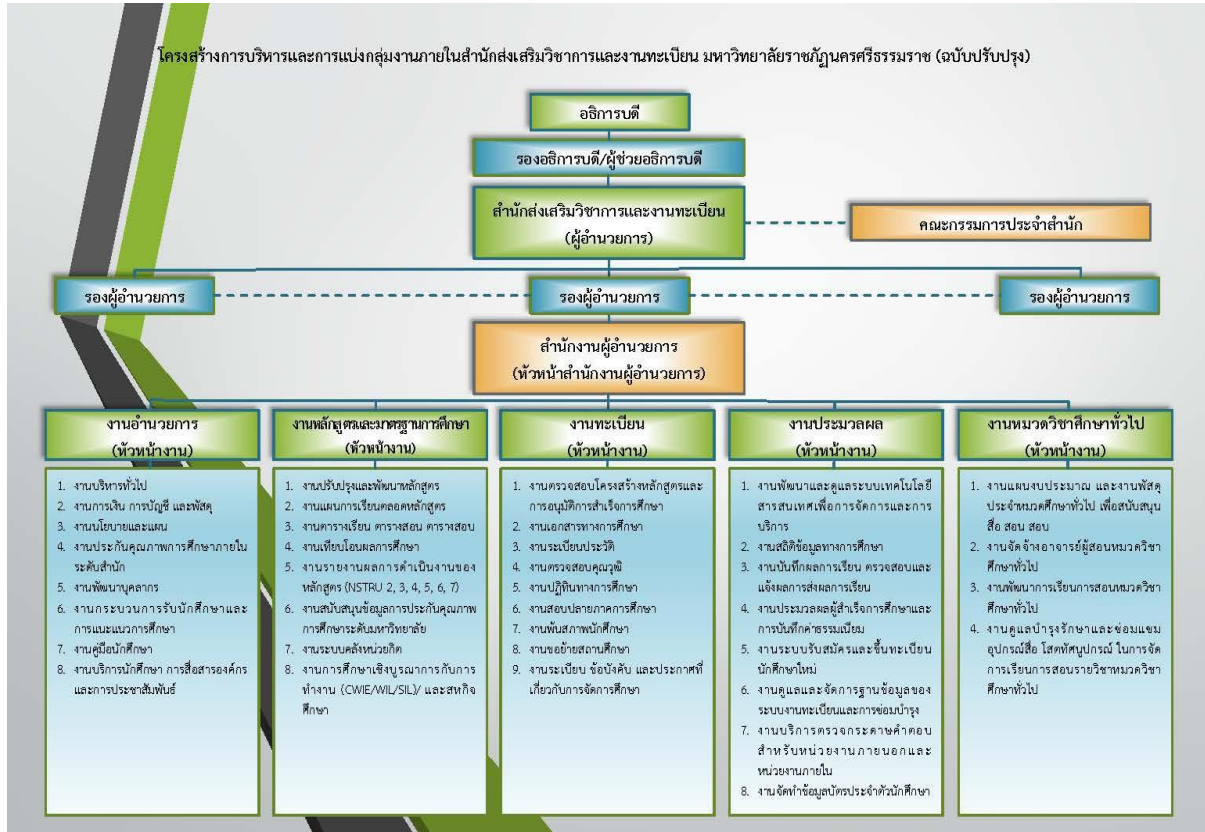 โครงสร้างการบริหารและการแบ่งกลุ่มงานภายในสำนักส่งเสริมวิชาการและงานทะเบียน มหาวิทยาลัยราชภัฏนครศรีธรรมราช (ฉบับปรับปรุง)
อธิการบดี
รองอธิการบดี/ผู้ช่วยอธิการบดี
สำนักส่งเสริมวิชาการและงานทะเบียน
(ผู้อำนวยการ)
คณะกรรมการประจำสำนัก
รองผู้อำนวยการ
รองผู้อำนวยการ
รองผู้อำนวยการ
สำนักงานผู้อำนวยการ
(หัวหน้าสำนักงานผู้อำนวยการ)
งานอำนวยการ
(หัวหน้างาน)
1. งานบริหารทั่วไป
2. งานการเงิน การบัญชี และพัสดุ
3. งานนโยบายและแผน
4. งานประกันคุณภาพการศึกษาภายใน
ระดับสำนัก
5. งานพัฒนาบุคลากร
6. งานกระบวนการรับนักศึกษาและ
การแนะแนวการศึกษา
7. งานคู่มือนักศึกษา
8. งานบริการนักศึกษา การสื่อสารองค์กร
และการประชาสัมพันธ์
งานหลักสูตรและมาตรฐานการศึกษา
(หัวหน้างาน)
1. งานปรับปรุงและพัฒนาหลักสูตร
2. งานแผนการเรียนตลอดหลักสูตร
3. งานตารางเรียน ตารางสอน ตารางสอบ
4. งานเทียบโอนผลการศึกษา
5. งานรายงานผลการดำเนินงานของ
หลักสูตร (NSTRU 2, 3, 4, 5, 6, 7)
6. งานสนับสนุนข้อมูลการประกันคุณภาพ
การศึกษาระดับมหาวิทยาลัย
7. งานระบบคลังหน่วยกิต
8. งานการศึกษาเชิงบูรณาการกับการ
ทำงาน (CWIE/WIL/SIL)/ และสหกิจ
ศึกษา
งานทะเบียน
(หัวหน้างาน)
1. งานตรวจสอบโครงสร้างหลักสูตรและ
การอนุมัติการสำเร็จการศึกษา
2. งานเอกสารทางการศึกษา
3. งานระเบียนประวัติ
4. งานตรวจสอบคุณวุฒิ
5. งานปฏิทินทางการศึกษา
6. งานสอบปลายภาคการศึกษา
7. งานพ้นสภาพนักศึกษา
8. งานขอย้ายสถานศึกษา
9. งานระเบียบ ข้อบังคับ และประกาศที่
เกี่ยวกับการจัดการศึกษา
งานประมวลผล
(หัวหน้างาน)
1. งานพัฒนาและดูแลระบบเทคโนโลยี
สารสนเทศเพื่อการจัดการและการ
บริการ
2. งานสถิติข้อมูลทางการศึกษา
3. งานบันทึกผลการเรียน ตรวจสอบและ
แจ้งผลการส่งผลการเรียน
4. งานประมวลผลผู้สำเร็จการศึกษาและ
การบันทึกค่าธรรมเนียม
5. งานระบบรับสมัครและขึ้นทะเบียน
นักศึกษาใหม่
6. งานดูแลและจัดการฐานข้อมูลของ
ระบบงานทะเบียนและการซ่อมบำรุง
7. งานบริการตรวจกระดาษคำตอบ
สำหรับหน่วยงานภายนอกและ
หน่วยงานภายใน
8. งานจัดทำข้อมูลบัตรประจำตัวนักศึกษา
งานหมวดวิชาศึกษาทั่วไป
(หัวหน้างาน)
1. งานแผนงบประมาณ และงานพัสดุ
ประจำหมวดศึกษาทั่วไป เพื่อสนับสนุน
สื่อ สอน สอบ
2. งานจัดจ้างอาจารย์ผู้สอนหมวดวิชา
ศึกษาทั่วไป
3. งานพัฒนาการเรียนการสอนหมวดวิชา
ศึกษาทั่วไป
4. งานดูแลบำรุงรักษาและซ่อมแซม
อุปกรณ์สื่อ โสตทัศนูปกรณ์ ในการจัด
การเรียนการสอนรายวิชาหมวดวิชา
ศึกษาทั่วไป